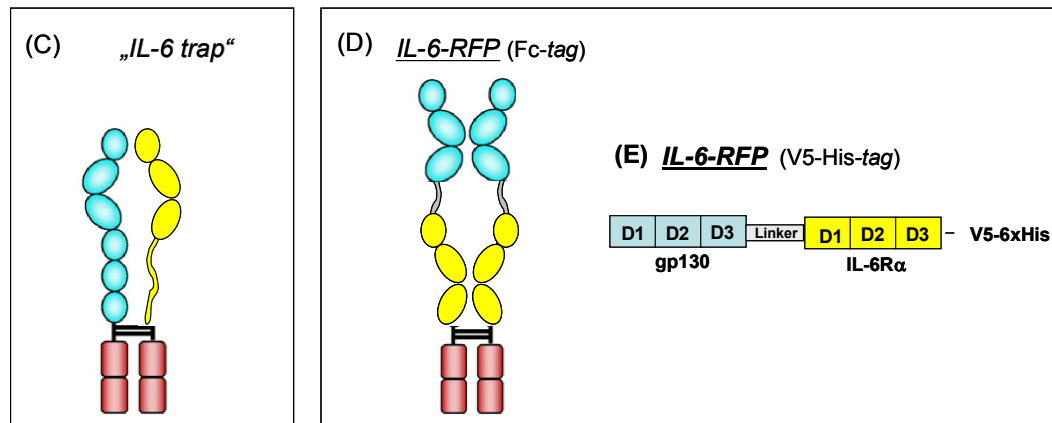 (C) „IL-6 trap“
(D) IL-6-RFP (Fc-tag)
(E) IL-6-RFP (V5-His-tag)
D1 D2 D3 Linker D1 D2 D3 – V5-6xHis
gp130 IL-6Rα